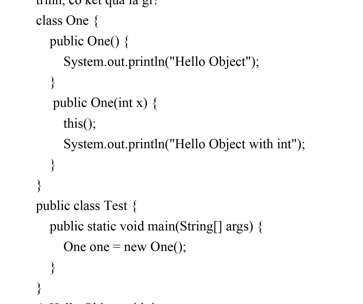 trình, có kết quả là gì?
class One {
public One() {
System.out.println("Hello Object");
}
public One(int x) {
this();
System.out.println("Hello Object with int");
}
}
public class Test {
public static void main(String[] args) {
One one = new One();
}
}